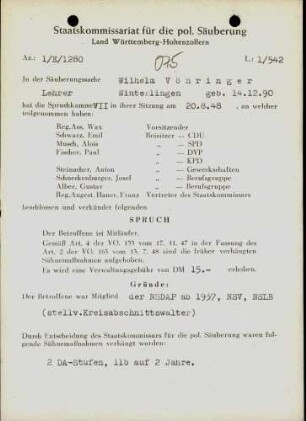 Staatskommissariat für die pol. Säuberung
Land Württemberg-Hohenzollern
Az.: 1/H/1280 075 L: 1/542
In der Säuberungssache Wilhelm Vöhringer
Lehrer Winterlingen geb. 14.12.90
hat die Spruchkammer VII in ihrer Sitzung am 20.8.48 , an welcher
teilgenommen haben:
Reg.Ass. Wax Vorsitzender
Schwarz, Emil Beisitzer — CDU
Musch, Alois „ — SPD
Fischer, Paul „ — DVP
„ — KPD
Steinacher, Anton „ — Gewerkschaften
Schneckenburger, Josef „ — Berufsgruppe
Alber, Gustav „ — Berufsgruppe
Reg.Angest. Hauer, Franz Vertreter des Staatskommissars
beschlossen und verkündet folgenden
SPRUCH
Der Betroffene ist Mitläufer.
Gemäß Art. 4 der VO. 133 vom 17. 11. 47 in der Fassung des
Art. 2 der VO. 165 vom 13. 7. 48 sind die früher verhängten
Sühnemaßnahmen aufgehoben.
Es wird eine Verwaltungsgebühr von DM 15.— erhoben.
Gründe:
Der Betroffene war Mitglied der NSDAP ab 1937, NSV, NSLB
(stellv.Kreisabschnittswalter)
Durch Entscheidung des Staatskommissars für die pol. Säuberung waren fol-
gende Sühnemaßnahmen verhängt worden:
2 DA-Stufen, 11b auf 2 Jahre.